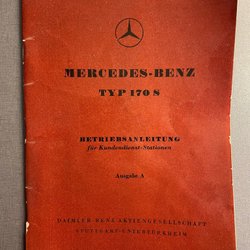 MERCEDES-BENZ
TYP 170 S
BETRIEBSANLEITUNG
für Kundendienst-Stationen
Ausgabe A
DAIMLER-BENZ AKTIENGESELLSCHAFT
STUTTGART-UNTERTÜRKHEIM